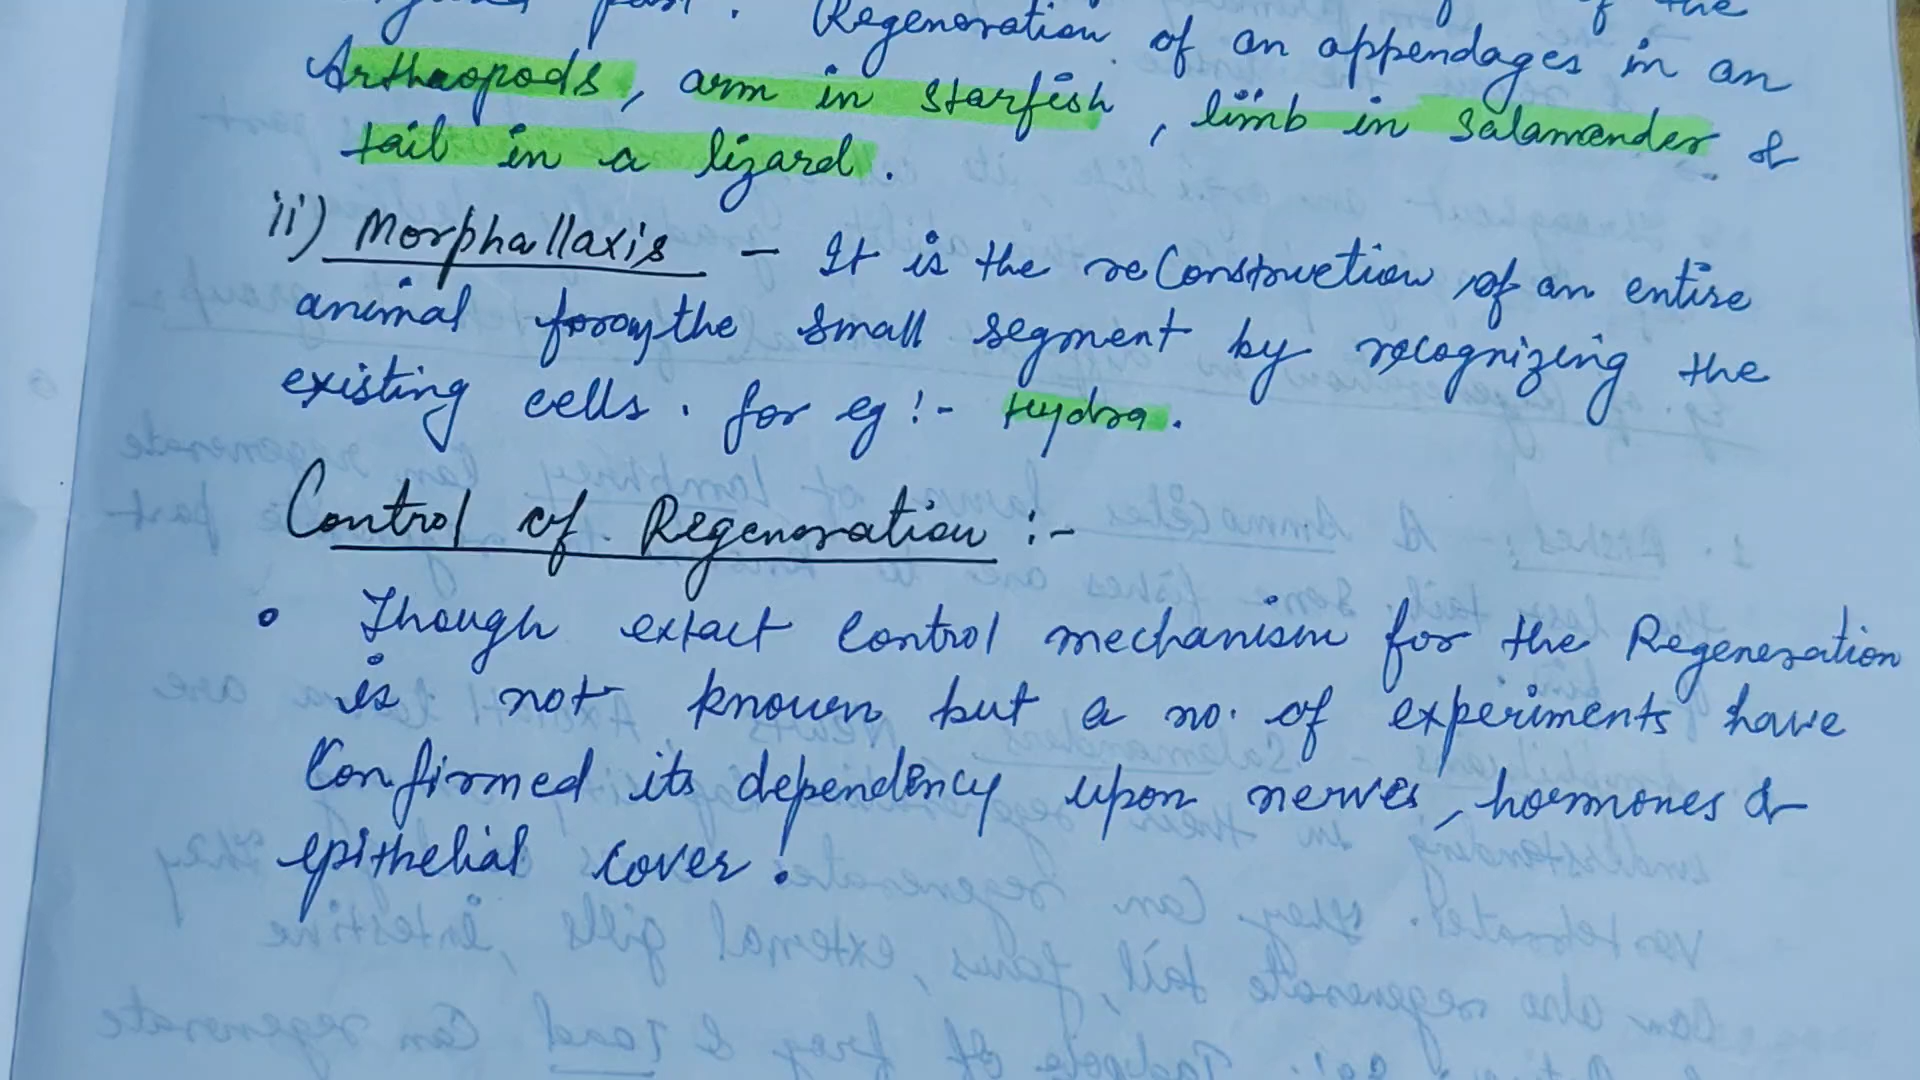 Regeneration of an appendages in an
Arthropods, arm in starfish, limb in Salamander &
tail in a lizard.
ii) Morphallaxis - It is the reConstruction of an entire
animal the small segment by recognizing the
existing cells. for eg:- Hydra.
Control of Regeneration :-
• Though extact Control mechanism for the Regeneration
is not known but a no. of experiments have
Confirmed its dependency upon nerves, hormones &
epithelial cover.